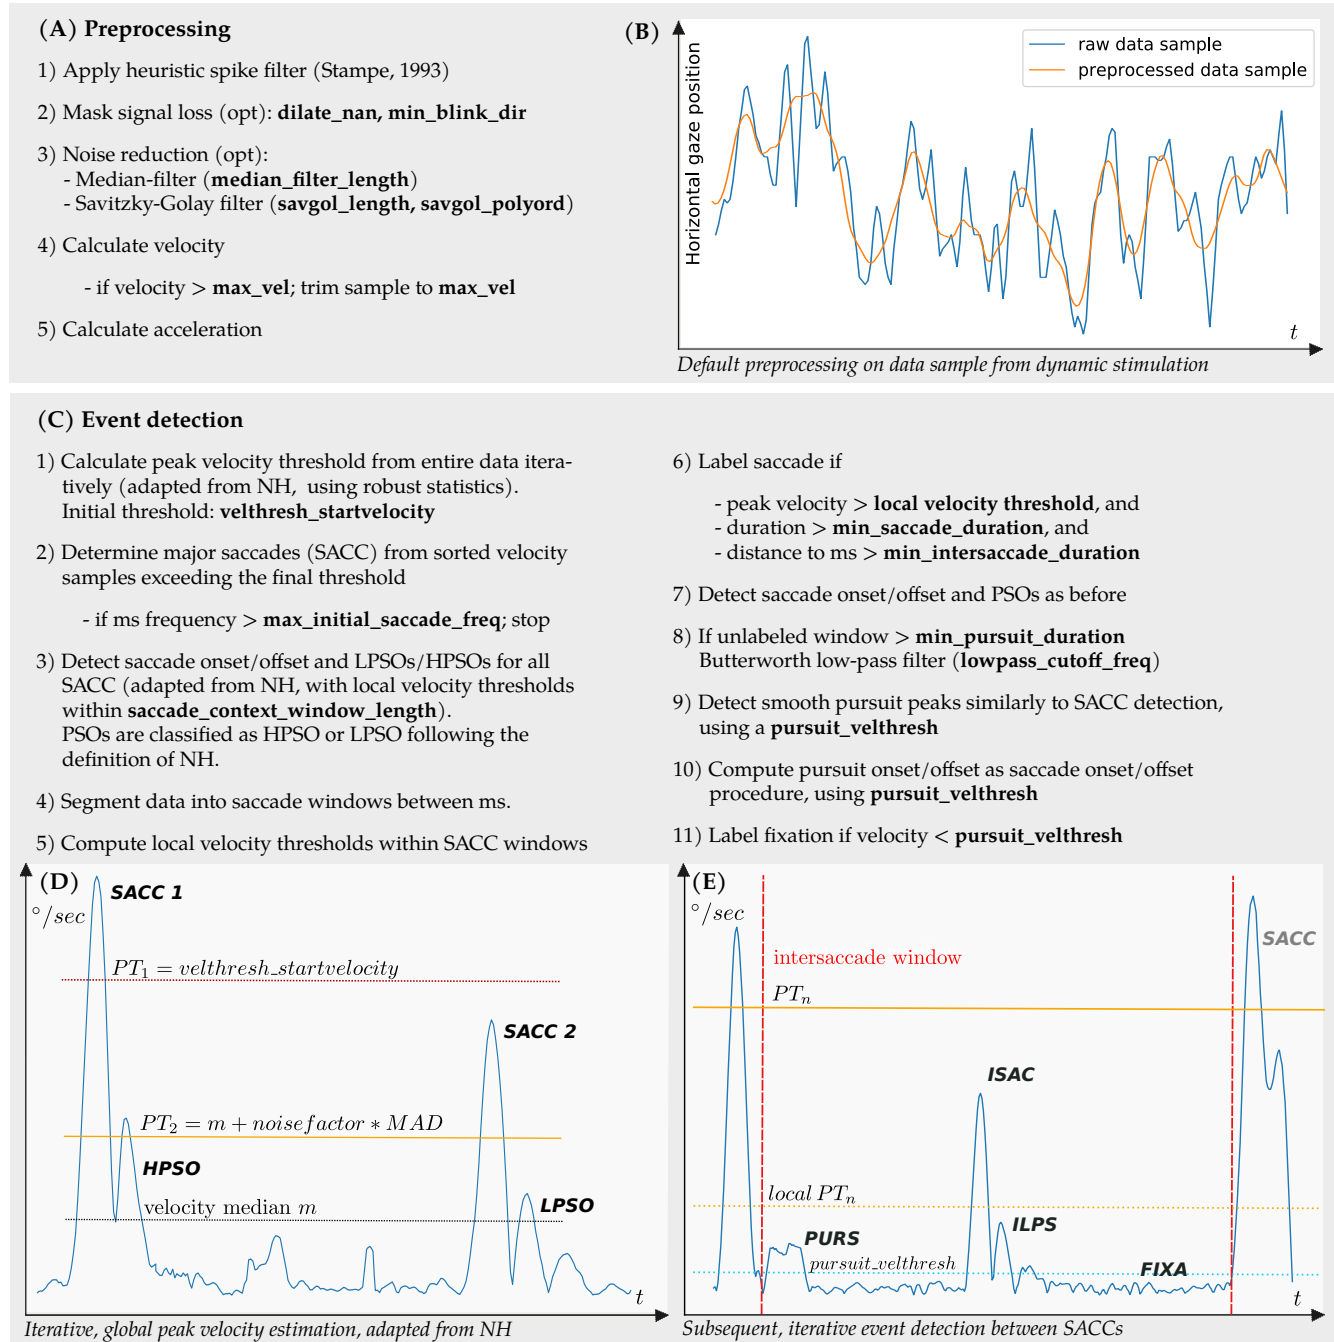 (A) Preprocessing
1) Apply heuristic spike filter (Stampe, 1993)
2) Mask signal loss (opt): dilate_nan, min_blink_dir
3) Noise reduction (opt):
- Median-filter (median_filter_length)
- Savitzky-Golay filter (savgol_length, savgol_polyord)
4) Calculate velocity
- if velocity > max_vel; trim sample to max_vel
5) Calculate acceleration
(B)
Horizontal gaze position
raw data sample
preprocessed data sample
t
Default preprocessing on data sample from dynamic stimulation
(C) Event detection
1) Calculate peak velocity threshold from entire data itera-
tively (adapted from NH, using robust statistics).
Initial threshold: velthresh_startvelocity
2) Determine major saccades (SACC) from sorted velocity
samples exceeding the final threshold
- if ms frequency > max_initial_saccade_freq; stop
3) Detect saccade onset/offset and LPSOs/HPSOs for all
SACC (adapted from NH, with local velocity thresholds
within saccade_context_window_length).
PSOs are classified as HPSO or LPSO following the
definition of NH.
4) Segment data into saccade windows between ms.
5) Compute local velocity thresholds within SACC windows
6) Label saccade if
- peak velocity > local velocity threshold, and
- duration > min_saccade_duration, and
- distance to ms > min_intersaccade_duration
7) Detect saccade onset/offset and PSOs as before
8) If unlabeled window > min_pursuit_duration
Butterworth low-pass filter (lowpass_cutoff_freq)
9) Detect smooth pursuit peaks similarly to SACC detection,
using a pursuit_velthresh
10) Compute pursuit onset/offset as saccade onset/offset
procedure, using pursuit_velthresh
11) Label fixation if velocity < pursuit_velthresh
(D)
°/sec
SACC 1
PT₁ = velthresh_startvelocity
SACC 2
PT₂ = m + noisefactor ∗ MAD
HPSO
velocity median m
LPSO
t
Iterative, global peak velocity estimation, adapted from NH
(E)
°/sec
SACC
intersaccade window
PTₙ
ISAC
local PTₙ
ILPS
PURS
pursuit_velthresh
FIXA
t
Subsequent, iterative event detection between SACCs